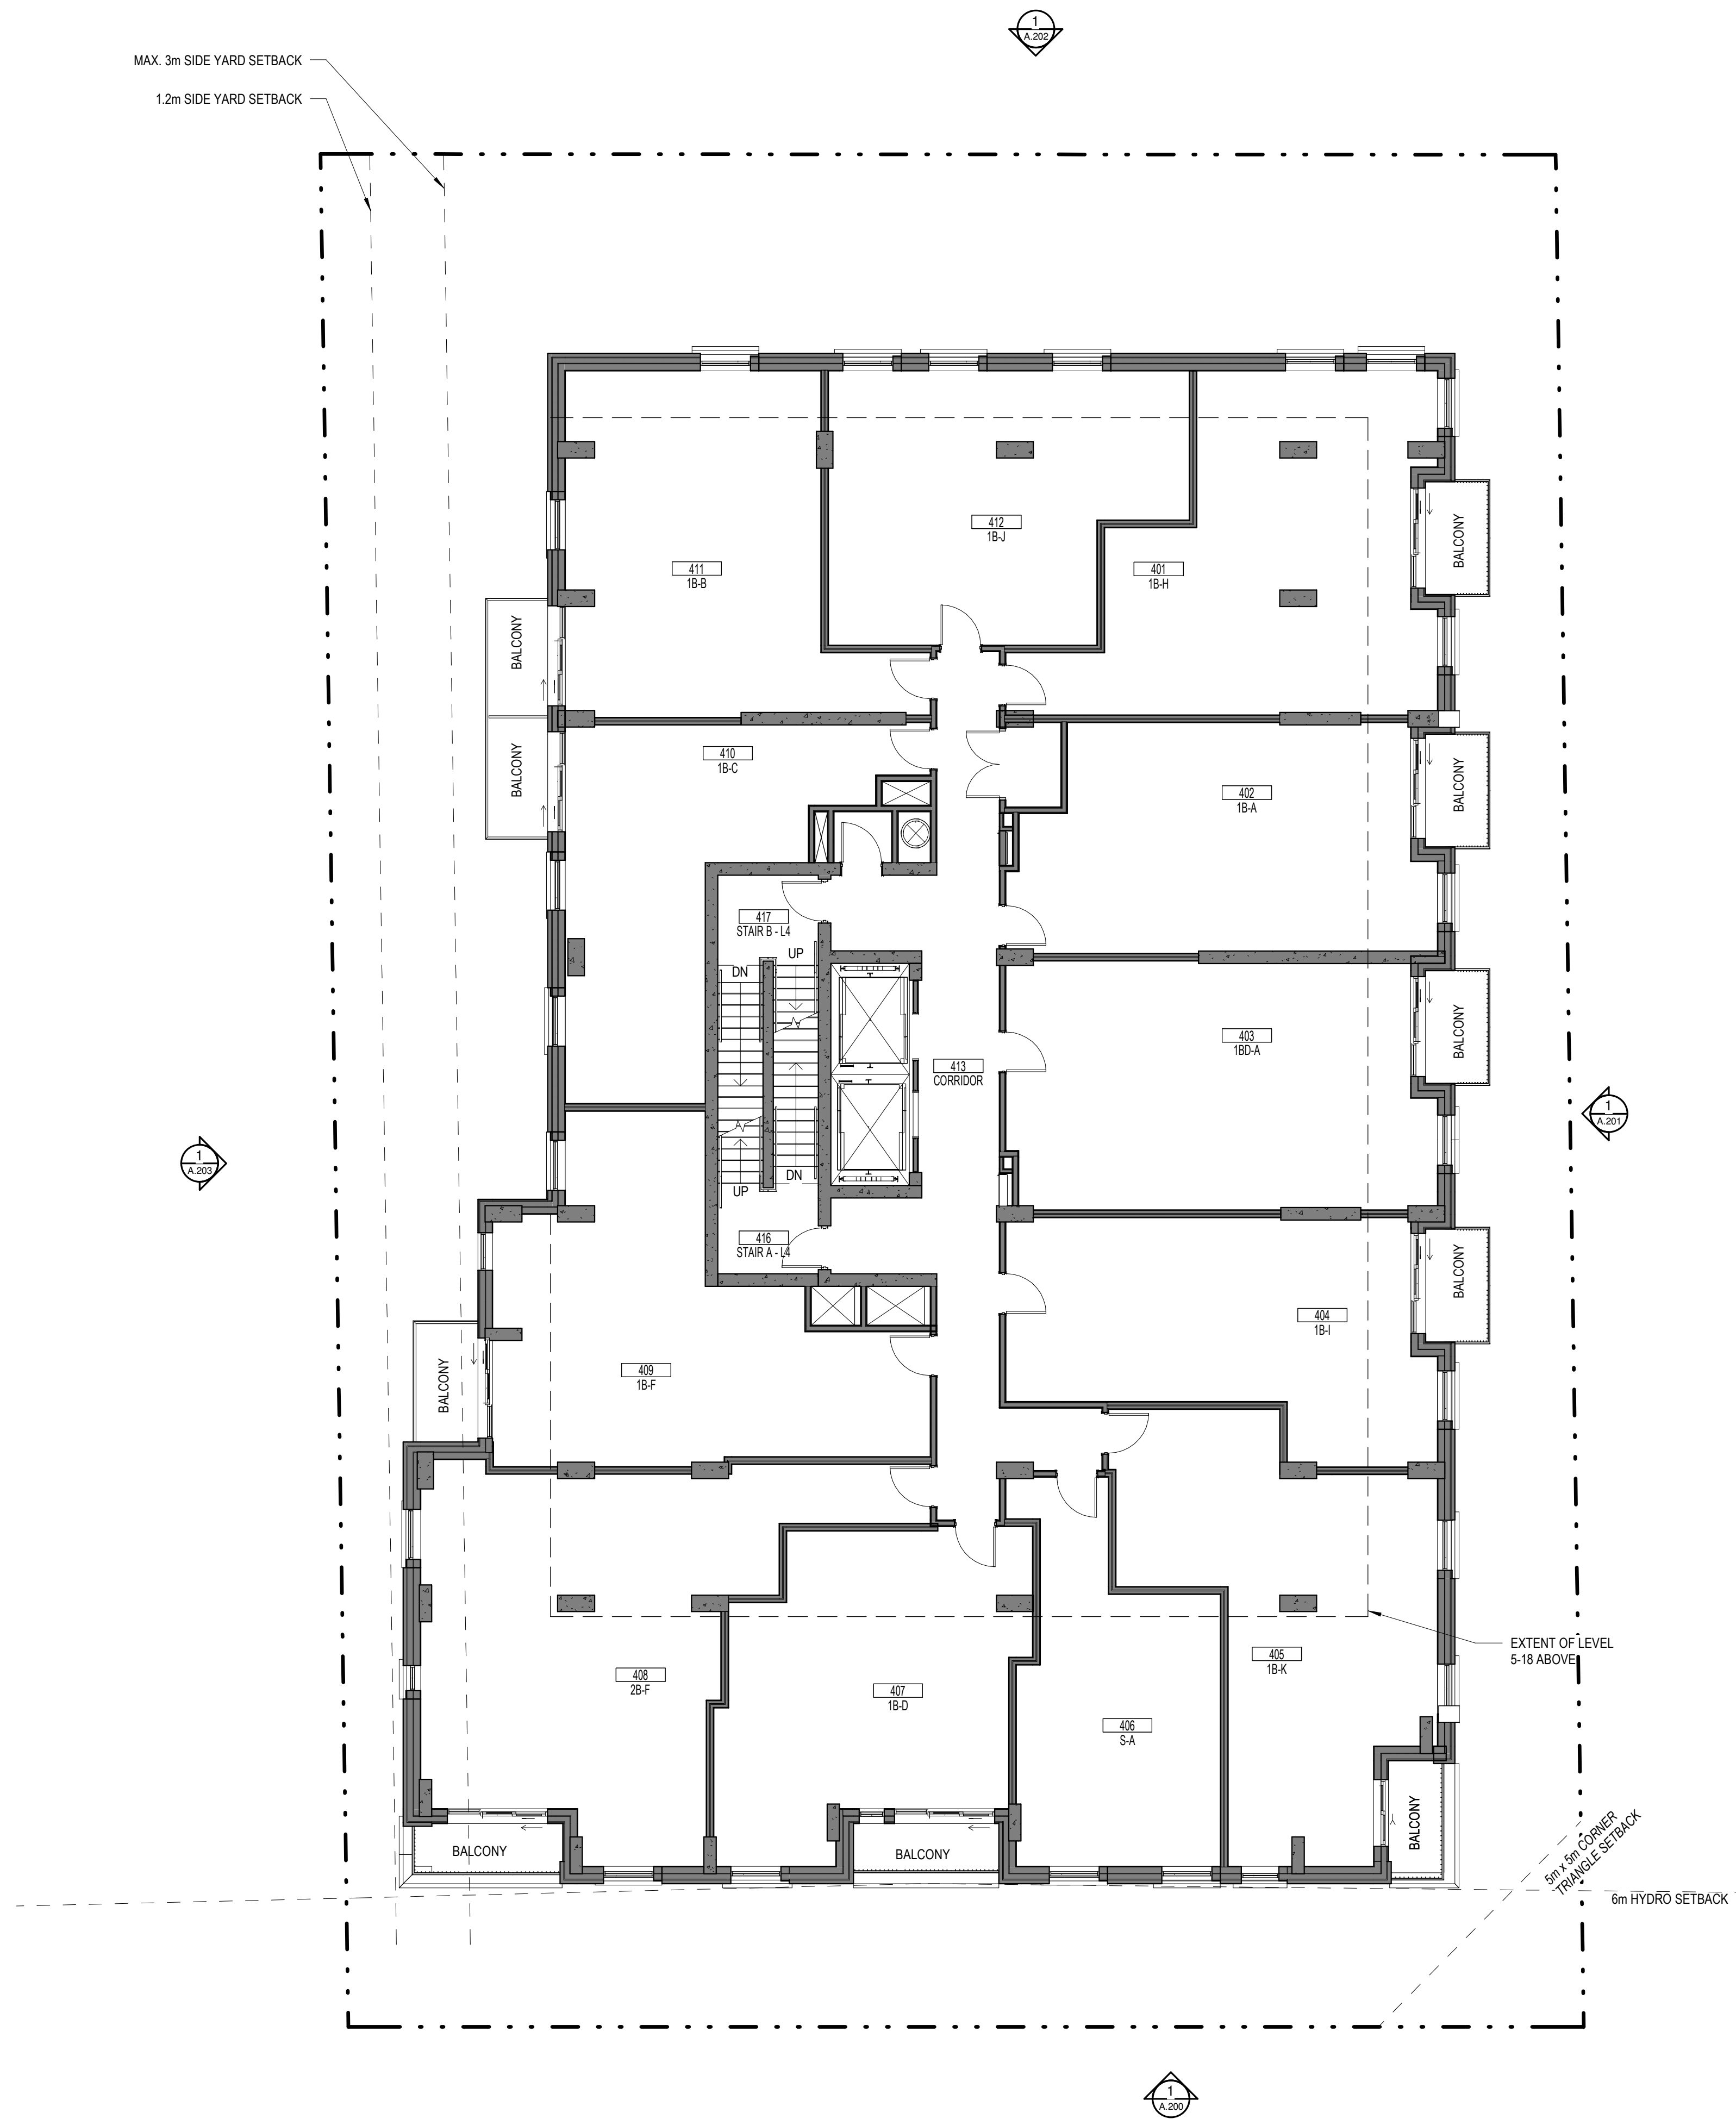 1
A.202
MAX. 3m SIDE YARD SETBACK
1.2m SIDE YARD SETBACK
412
1B-J
411
1B-B
401
1B-H
BALCONY
BALCONY
410
1B-C
BALCONY
402
1B-A
BALCONY
417
STAIR B - L4
UP
DN
403
1BD-A
BALCONY
413
CORRIDOR
1
A.201
1
A.203
DN
UP
416
STAIR A - L4
404
1B-I
BALCONY
409
1B-F
BALCONY
EXTENT OF LEVEL
5-18 ABOVE
405
1B-K
408
2B-F
407
1B-D
406
S-A
BALCONY
BALCONY
BALCONY
5m x 5m CORNER
TRIANGLE SETBACK
6m HYDRO SETBACK
1
A.200